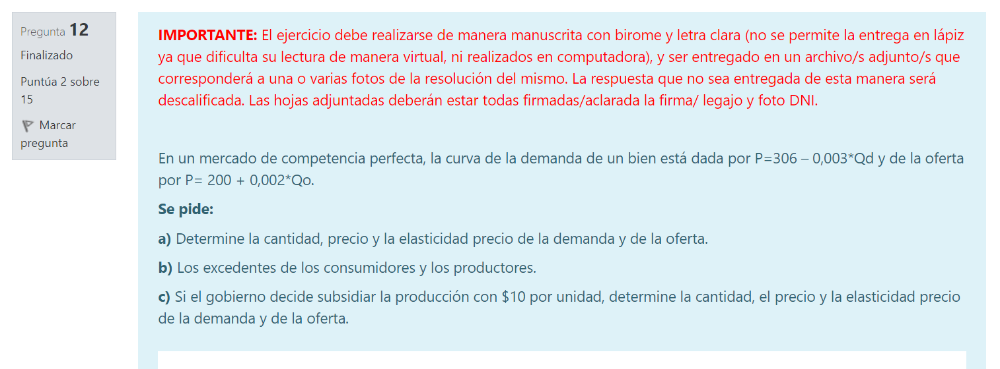 Pregunta 12
Finalizado
Puntúa 2 sobre
15
Marcar
pregunta
IMPORTANTE: El ejercicio debe realizarse de manera manuscrita con birome y letra clara (no se permite la entrega en lápiz
ya que dificulta su lectura de manera virtual, ni realizados en computadora), y ser entregado en un archivo/s adjunto/s que
corresponderá a una o varias fotos de la resolución del mismo. La respuesta que no sea entregada de esta manera será
descalificada. Las hojas adjuntadas deberán estar todas firmadas/aclarada la firma/ legajo y foto DNI.
En un mercado de competencia perfecta, la curva de la demanda de un bien está dada por P=306 – 0,003*Qd y de la oferta
por P= 200 + 0,002*Qo.
Se pide:
a) Determine la cantidad, precio y la elasticidad precio de la demanda y de la oferta.
b) Los excedentes de los consumidores y los productores.
c) Si el gobierno decide subsidiar la producción con $10 por unidad, determine la cantidad, el precio y la elasticidad precio
de la demanda y de la oferta.